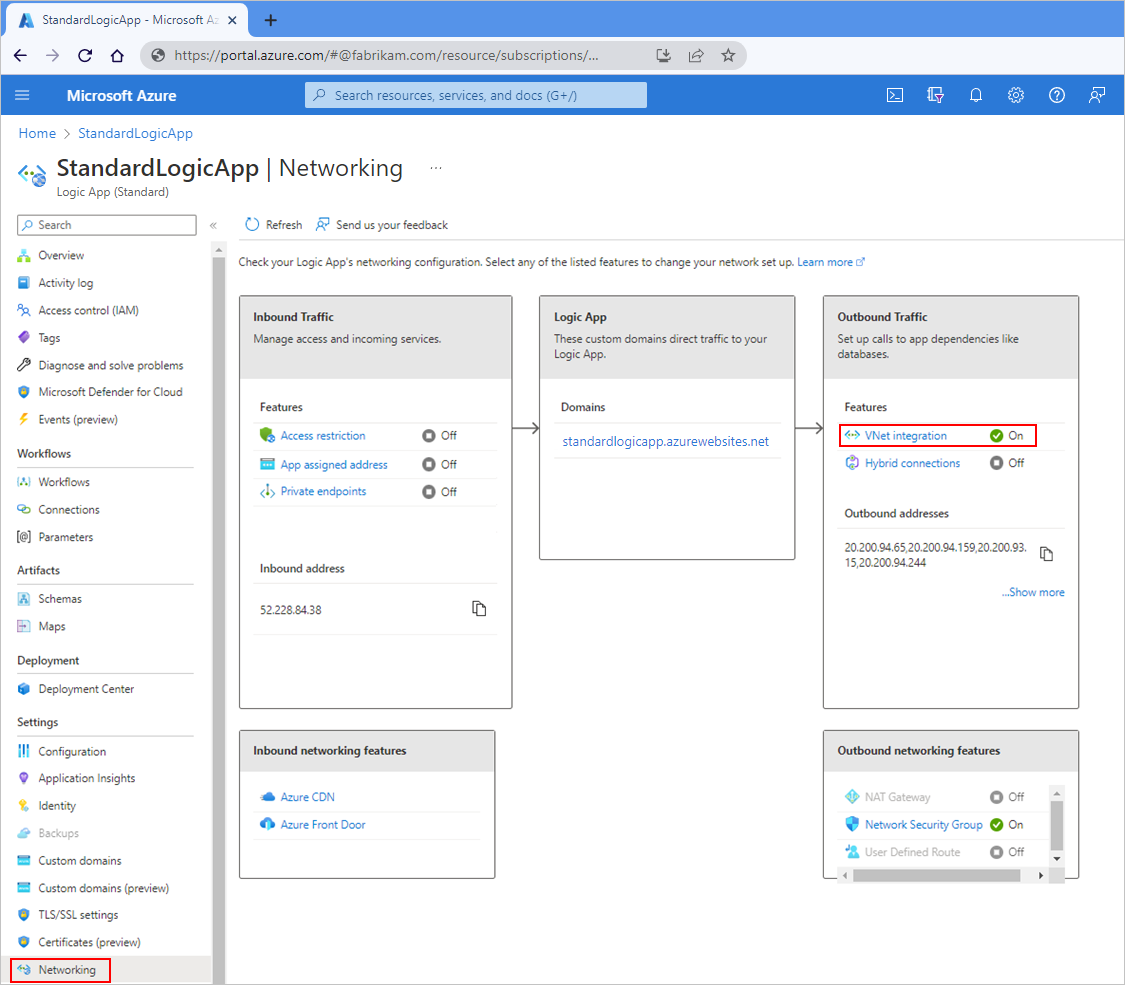 StandardLogicApp - Microsoft Az
https://portal.azure.com/#@fabrikam.com/resource/subscriptions/...
Microsoft Azure
Search resources, services, and docs (G+/)
Home > StandardLogicApp
StandardLogicApp | Networking ...
Logic App (Standard)
Search
«
Overview
Activity log
Access control (IAM)
Tags
Diagnose and solve problems
Microsoft Defender for Cloud
Events (preview)
Workflows
Workflows
Connections
Parameters
Artifacts
Schemas
Maps
Deployment
Deployment Center
Settings
Configuration
Application Insights
Identity
Backups
Custom domains
Custom domains (preview)
TLS/SSL settings
Certificates (preview)
Networking
Refresh
Send us your feedback
Check your Logic App's networking configuration. Select any of the listed features to change your network set up. Learn more
Inbound Traffic
Manage access and incoming services.
Features
Access restriction Off
App assigned address Off
Private endpoints Off
Inbound address
52.228.84.38
Logic App
These custom domains direct traffic to your
Logic App.
Domains
standardlogicapp.azurewebsites.net
Outbound Traffic
Set up calls to app dependencies like
databases.
Features
VNet integration On
Hybrid connections Off
Outbound addresses
20.200.94.65,20.200.94.159,20.200.93.
15,20.200.94.244
...Show more
Inbound networking features
Azure CDN
Azure Front Door
Outbound networking features
NAT Gateway Off
Network Security Group On
User Defined Route Off